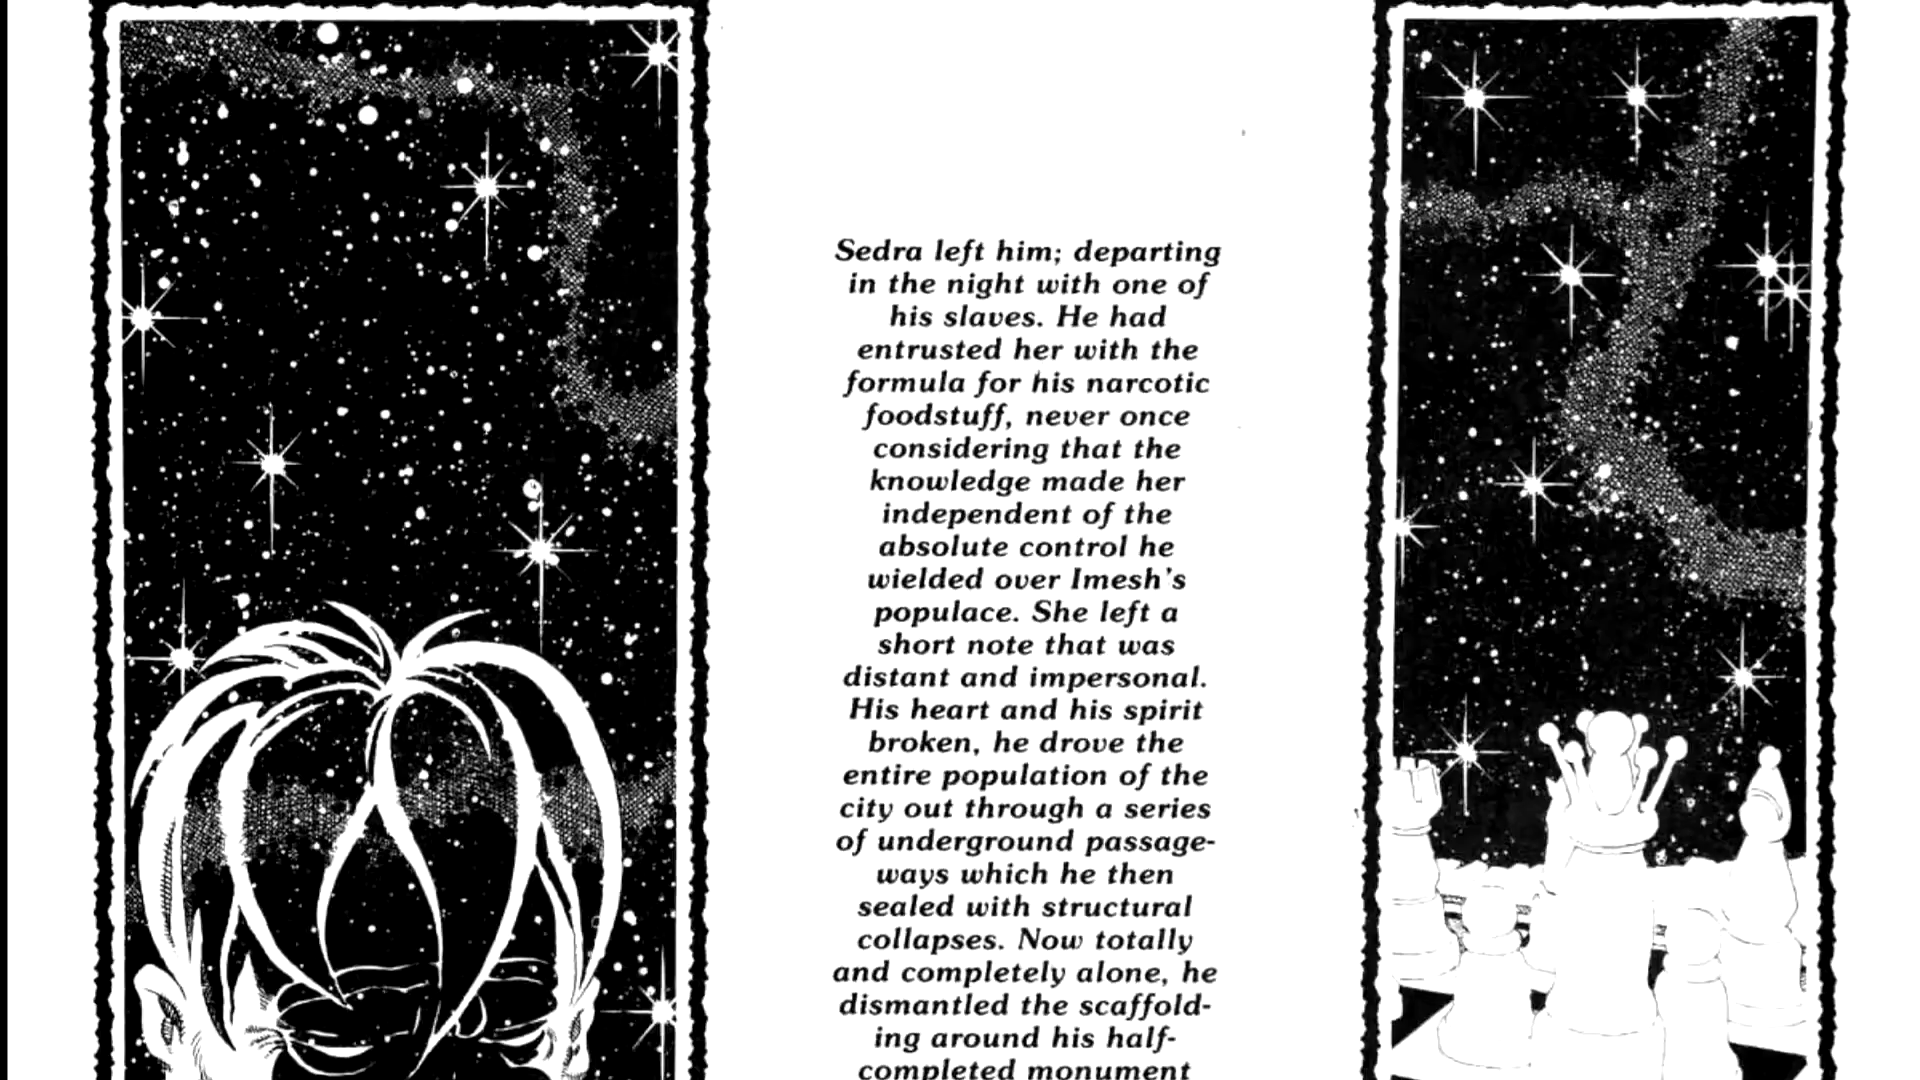 Sedra left him; departing
in the night with one of
his slaves. He had
entrusted her with the
formula for his narcotic
foodstuff, never once
considering that the
knowledge made her
independent of the
absolute control he
wielded over Imesh's
populace. She left a
short note that was
distant and impersonal.
His heart and his spirit
broken, he drove the
entire population of the
city out through a series
of underground passage-
ways which he then
sealed with structural
collapses. Now totally
and completely alone, he
dismantled the scaffold-
ing around his half-
completed monument